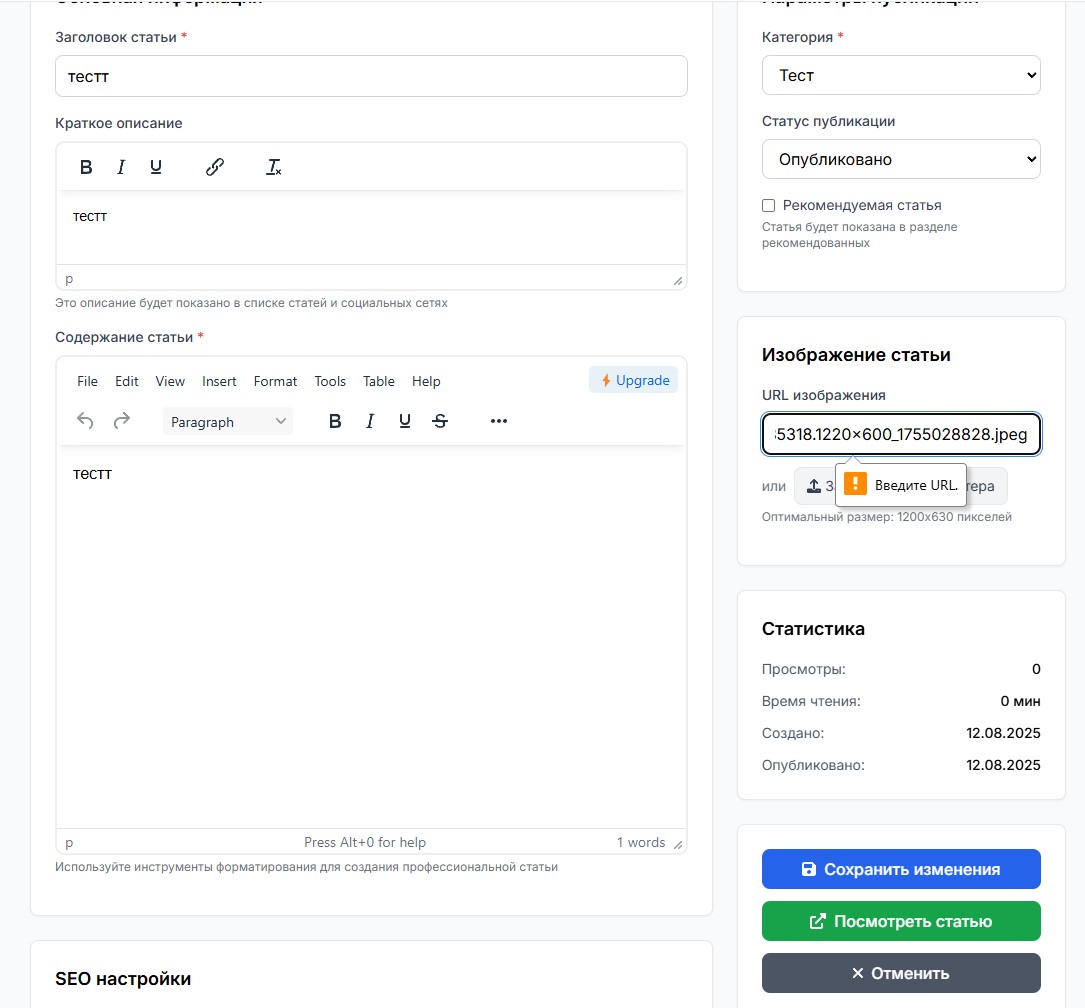 Заголовок статьи *
тестт
Краткое описание
тестт
p
Это описание будет показано в списке статей и социальных сетях
Содержание статьи *
File Edit View Insert Format Tools Table Help Upgrade
Paragraph
тестт
p Press Alt+0 for help 1 words
Используйте инструменты форматирования для создания профессиональной статьи
SEO настройки
Категория *
Тест
Статус публикации
Опубликовано
Рекомендуемая статья
Статья будет показана в разделе
рекомендованных
Изображение статьи
URL изображения
5318.1220×600_1755028828.jpeg
Введите URL.
или
Оптимальный размер: 1200x630 пикселей
Статистика
Просмотры: 0
Время чтения: 0 мин
Создано: 12.08.2025
Опубликовано: 12.08.2025
Сохранить изменения
Посмотреть статью
Отменить